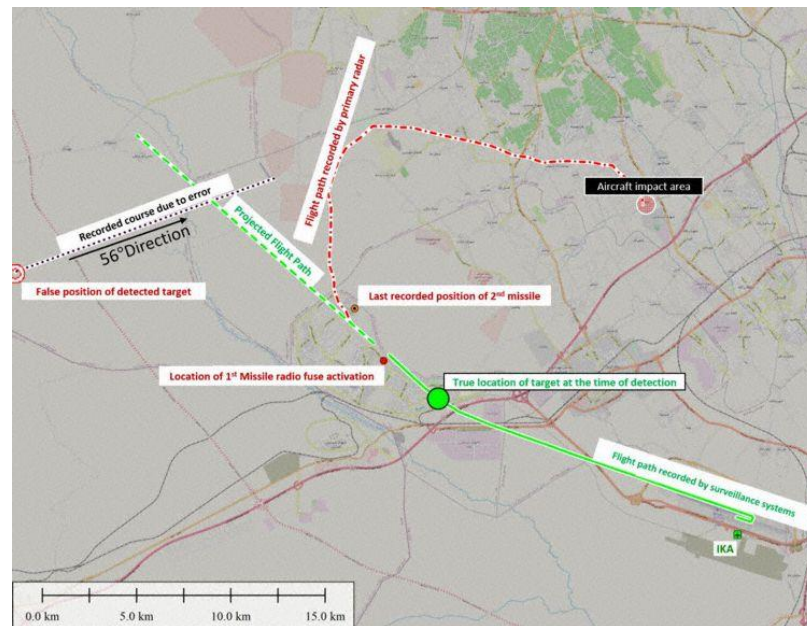 Flight path recorded by primary radar
Aircraft impact area
Recorded course due to error
56°Direction
Projected Flight Path
False position of detected target
Last recorded position of 2nd missile
Location of 1st Missile radio fuse activation
True location of target at the time of detection
Flight path recorded by surveillance systems
IKA
0.0 km
5.0 km
10.0 km
15.0 km